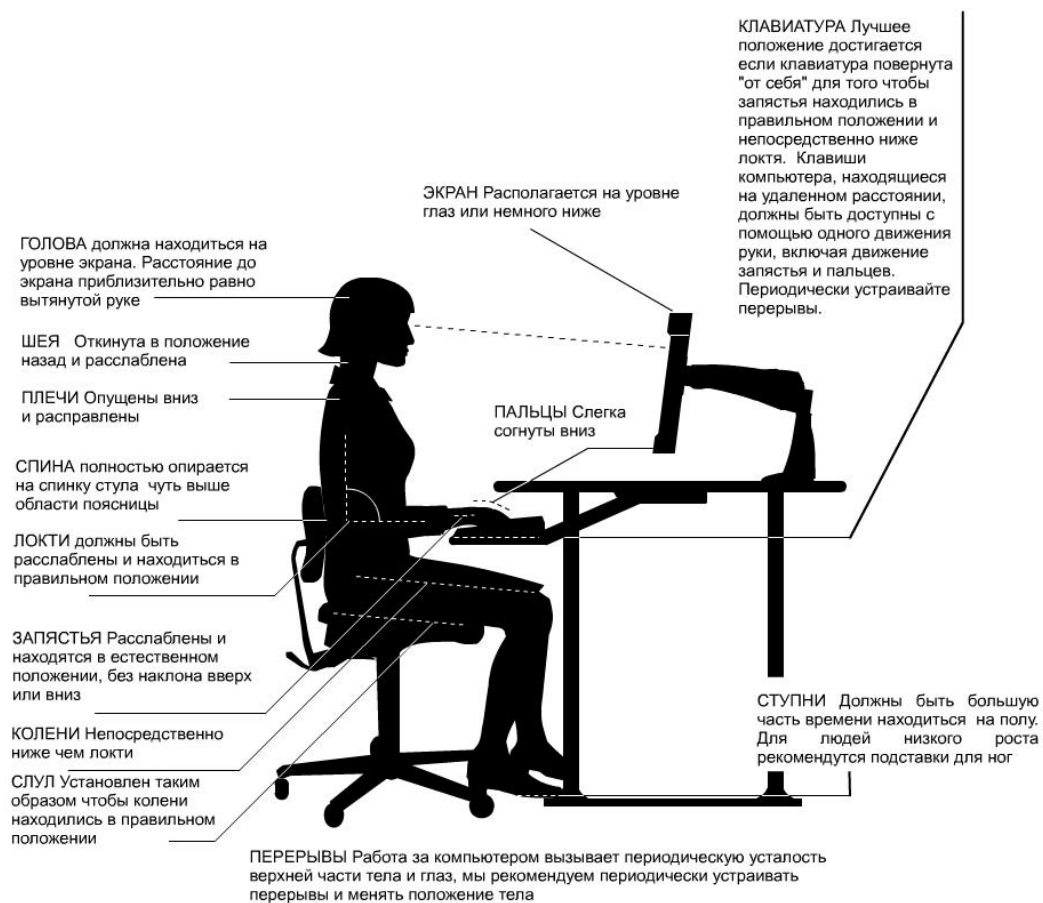 КЛАВИАТУРА Лучшее
положение достигается
если клавиатура повернута
"от себя" для того чтобы
запястья находились в
правильном положении и
непосредственно ниже
локтя. Клавиши
компьютера, находящиеся
на удаленном расстоянии,
должны быть доступны с
помощью одного движения
руки, включая движение
запястья и пальцев.
Периодически устраивайте
перерывы.
ЭКРАН Располагается на уровне
глаз или немного ниже
ГОЛОВА должна находиться на
уровне экрана. Расстояние до
экрана приблизительно равно
вытянутой руке
ШЕЯ Откинута в положение
назад и расслаблена
ПЛЕЧИ Опущены вниз
и расправлены
ПАЛЬЦЫ Слегка
согнуты вниз
СПИНА полностью опирается
на спинку стула чуть выше
области поясницы
ЛОКТИ должны быть
расслаблены и находиться в
правильном положении
ЗАПЯСТЬЯ Расслаблены и
находятся в естественном
положении, без наклона вверх
или вниз
КОЛЕНИ Непосредственно
ниже чем локти
СЛУЛ Установлен таким
образом чтобы колени
находились в правильном
положении
СТУПНИ Должны быть большую
часть времени находиться на полу.
Для людей низкого роста
рекомендутся подставки для ног
ПЕРЕРЫВЫ Работа за компьютером вызывает периодическую усталость
верхней части тела и глаз, мы рекомендуем периодически устраивать
перерывы и менять положение тела